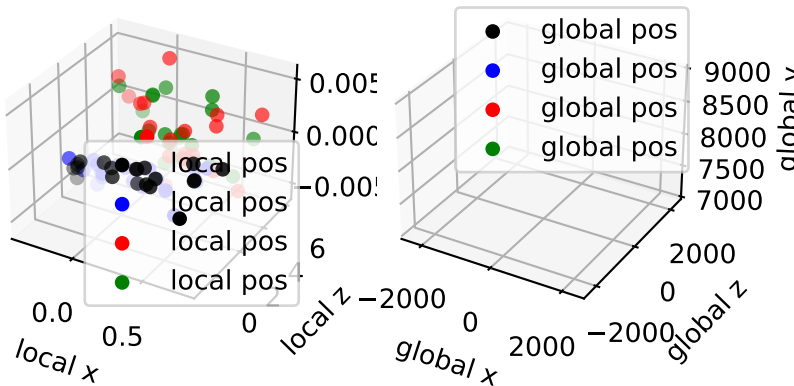 local pos
local pos
local pos
local pos
0.005
0.000
−0.005
0.0
0.5
local x
0
2
4
6
local z
global pos
global pos
global pos
global pos
9000
8500
8000
7500
7000
global y
−2000
0
2000
global x
−2000
0
2000
global z